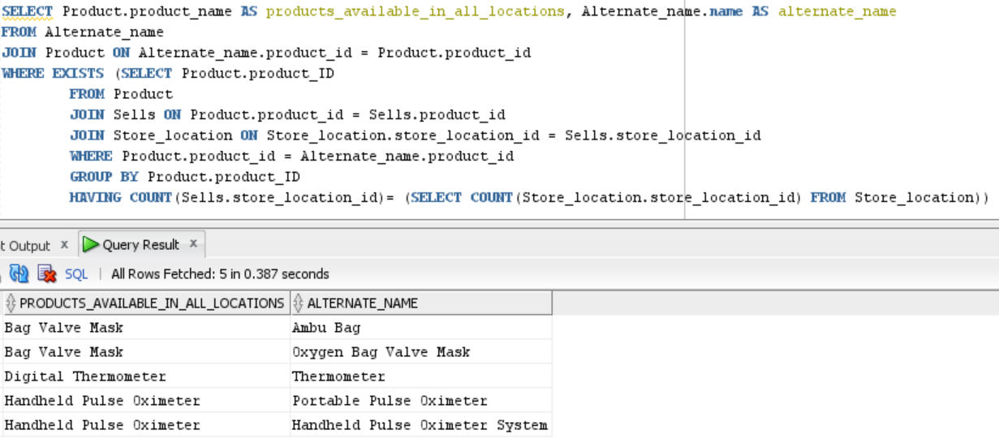 SELECT Product.product_name AS products_available_in_all_locations, Alternate_name.name AS alternate_name
FROM Alternate_name
JOIN Product ON Alternate_name.product_id = Product.product_id
WHERE EXISTS (SELECT Product.product_ID
FROM Product
JOIN Sells ON Product.product_id = Sells.product_id
JOIN Store_location ON Store_location.store_location_id = Sells.store_location_id
WHERE Product.product_id = Alternate_name.product_id
GROUP BY Product.product_ID
HAVING COUNT(Sells.store_location_id)= (SELECT COUNT(Store_location.store_location_id) FROM Store_location))
t Output x Query Result x
SQL | All Rows Fetched: 5 in 0.387 seconds
PRODUCTS_AVAILABLE_IN_ALL_LOCATIONS ALTERNATE_NAME
Bag Valve Mask Ambu Bag
Bag Valve Mask Oxygen Bag Valve Mask
Digital Thermometer Thermometer
Handheld Pulse Oximeter Portable Pulse Oximeter
Handheld Pulse Oximeter Handheld Pulse Oximeter System